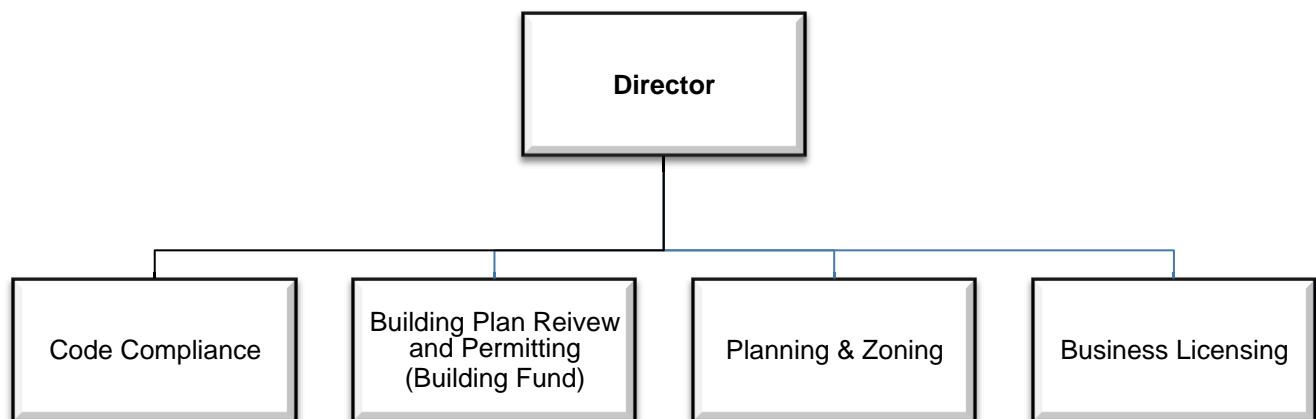 Director
Code Compliance
Building Plan Reivew
and Permitting
(Building Fund)
Planning & Zoning
Business Licensing